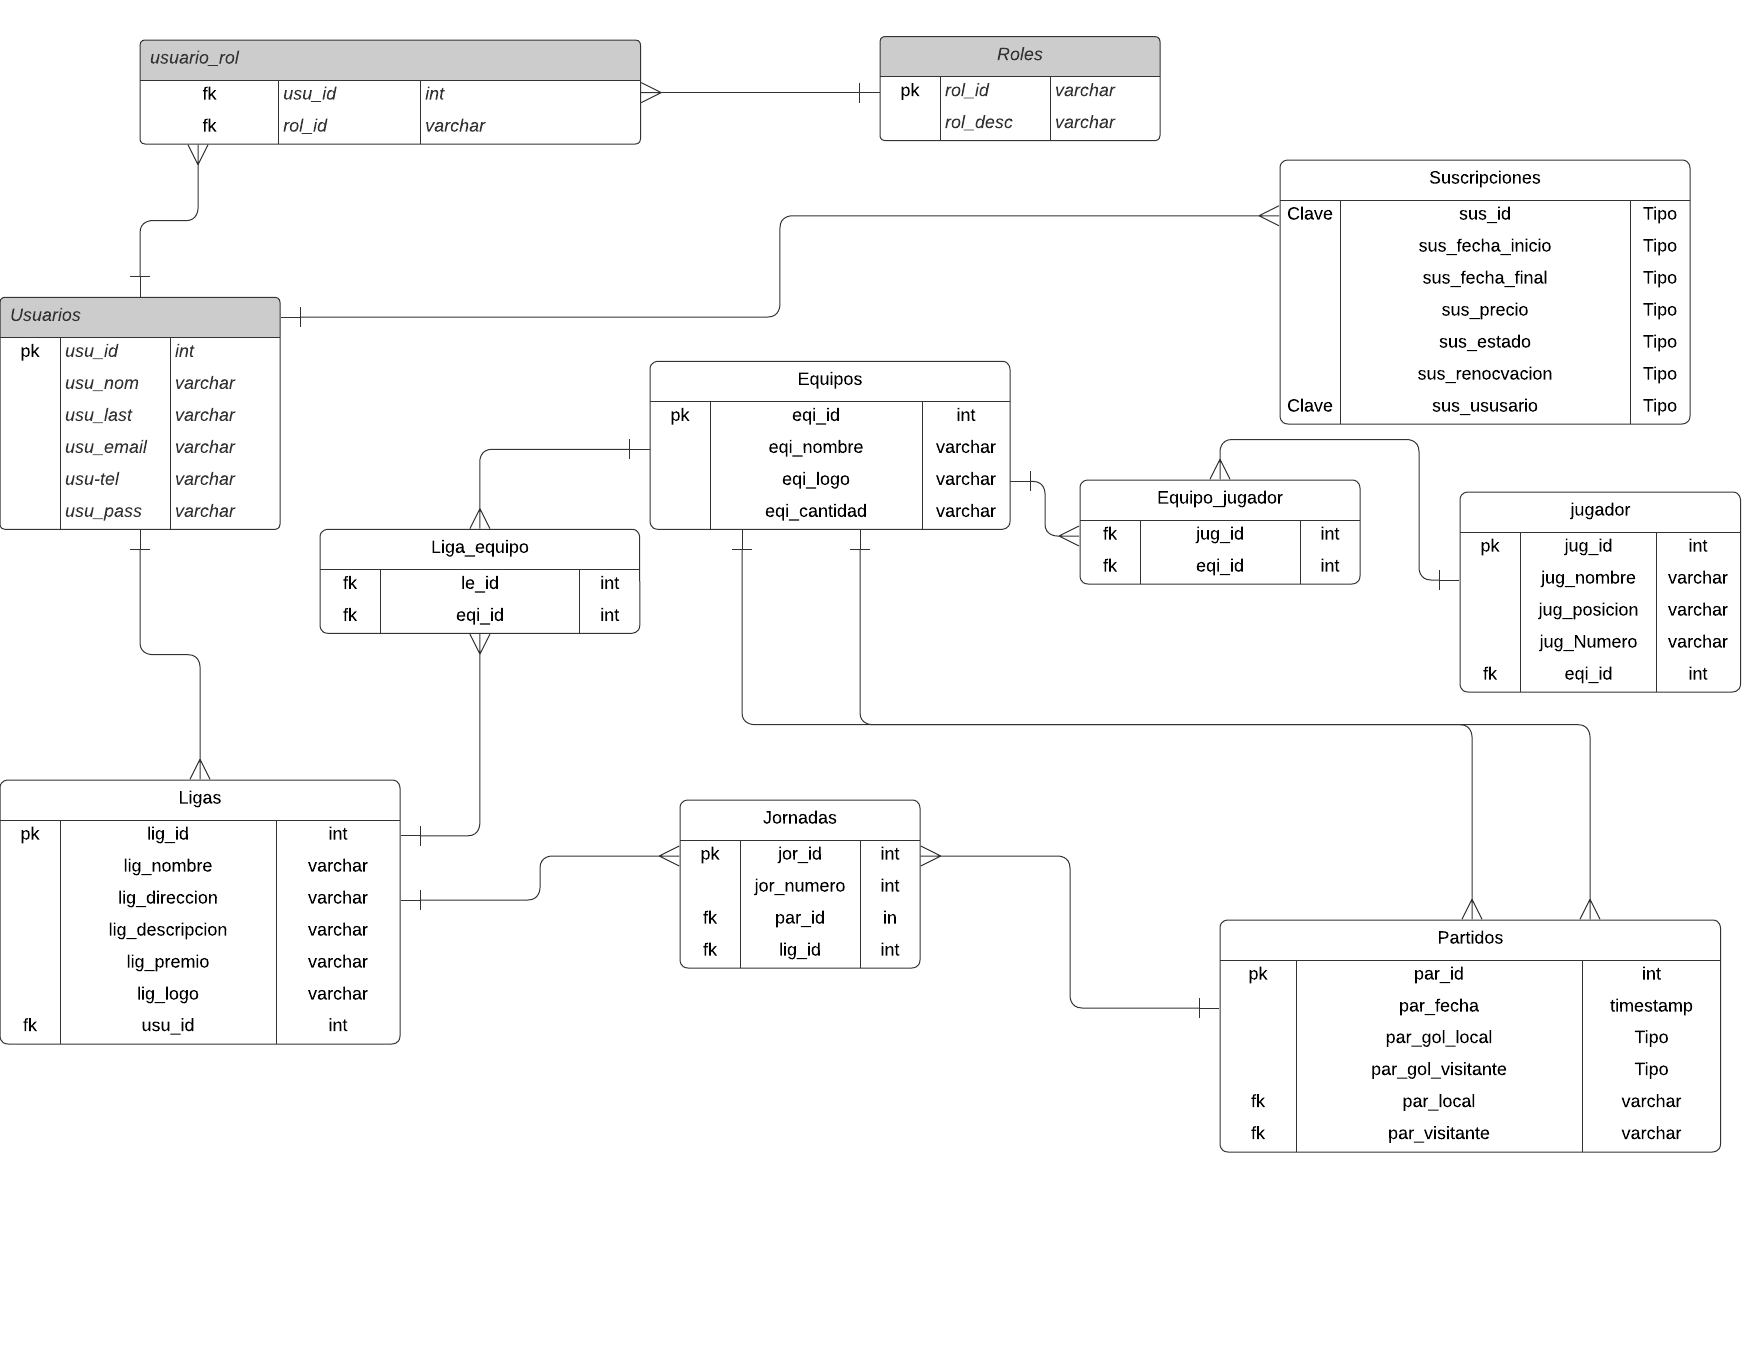 usuario_rol
fk usu_id int
fk rol_id varchar
Roles
pk rol_id varchar
rol_desc varchar
Suscripciones
Clave sus_id Tipo
sus_fecha_inicio Tipo
sus_fecha_final Tipo
sus_precio Tipo
sus_estado Tipo
sus_renocvacion Tipo
Clave sus_ususario Tipo
Usuarios
pk usu_id int
usu_nom varchar
usu_last varchar
usu_email varchar
usu-tel varchar
usu_pass varchar
Equipos
pk eqi_id int
eqi_nombre varchar
eqi_logo varchar
eqi_cantidad varchar
Equipo_jugador
fk jug_id int
fk eqi_id int
jugador
pk jug_id int
jug_nombre varchar
jug_posicion varchar
jug_Numero varchar
fk eqi_id int
Liga_equipo
fk le_id int
fk eqi_id int
Ligas
pk lig_id int
lig_nombre varchar
lig_direccion varchar
lig_descripcion varchar
lig_premio varchar
lig_logo varchar
fk usu_id int
Jornadas
pk jor_id int
jor_numero int
fk par_id in
fk lig_id int
Partidos
pk par_id int
par_fecha timestamp
par_gol_local Tipo
par_gol_visitante Tipo
fk par_local varchar
fk par_visitante varchar